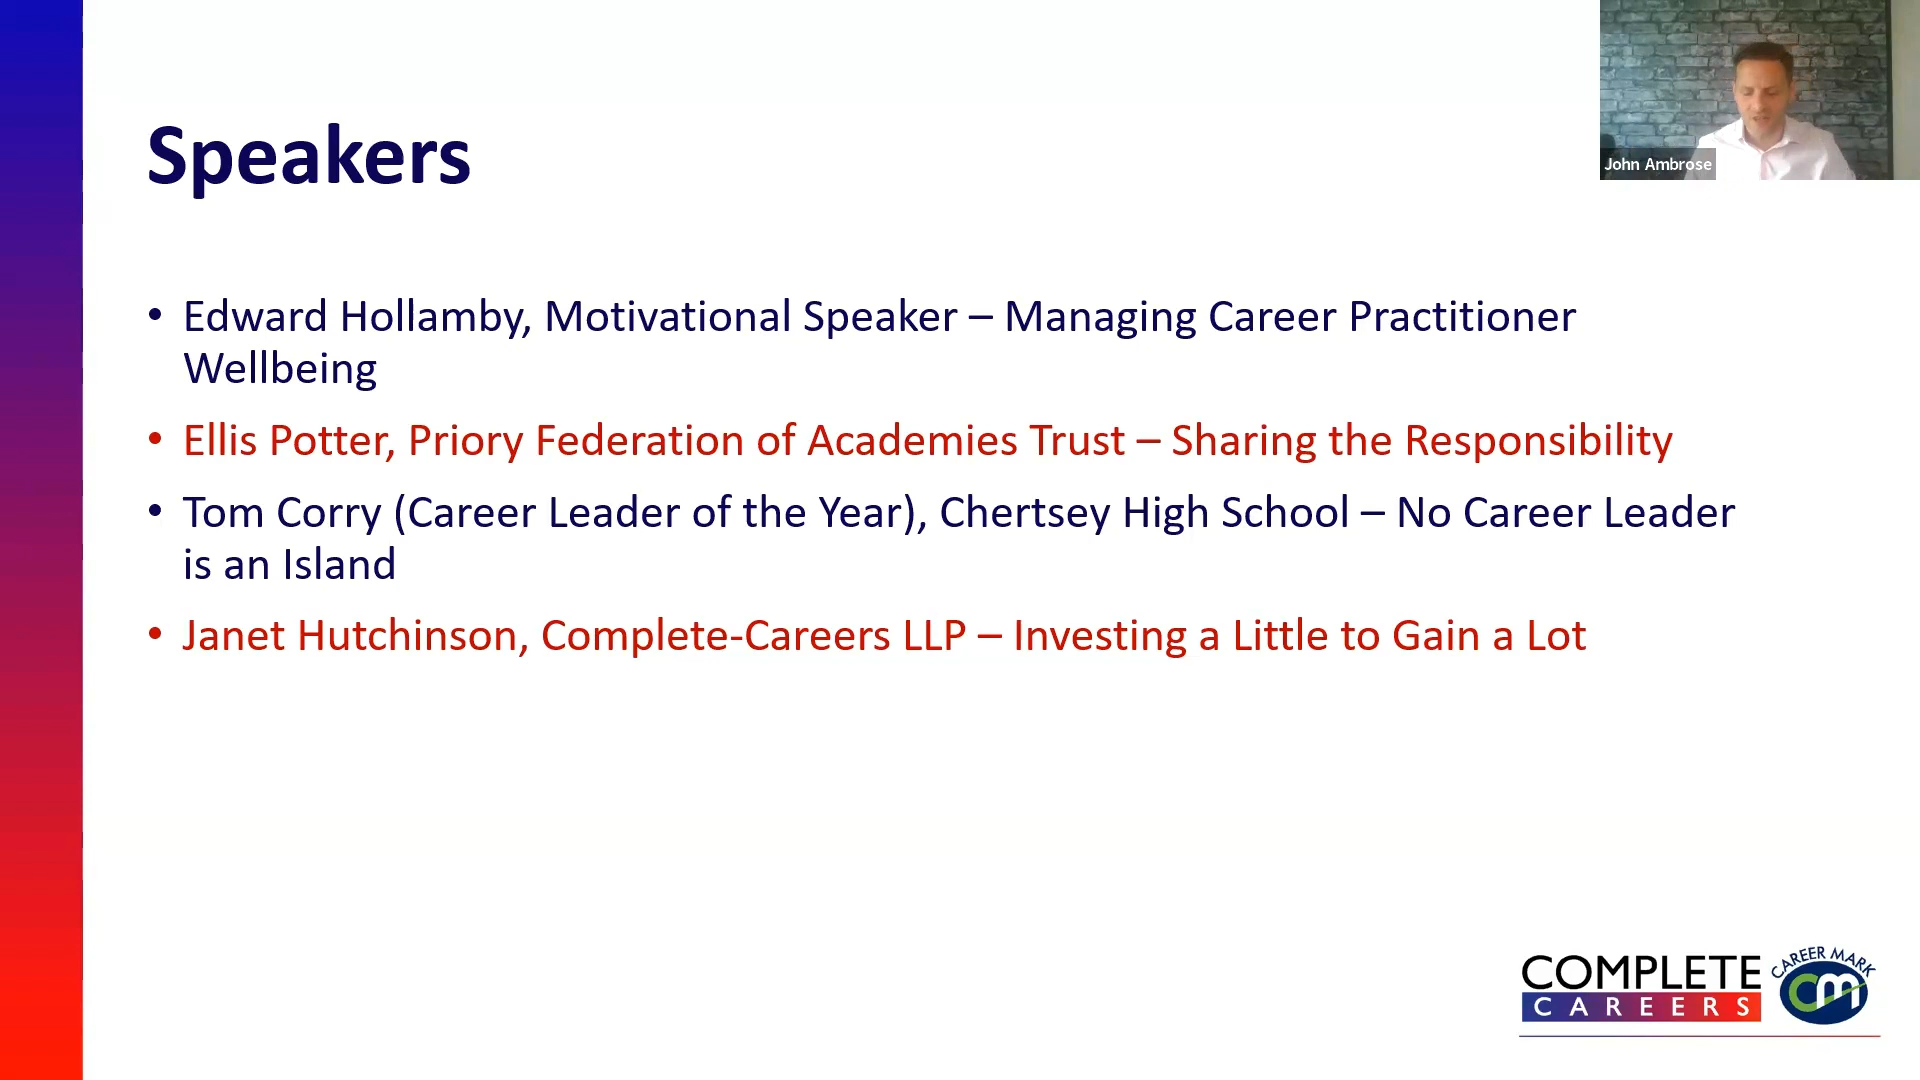 John Ambrose
Speakers
• Edward Hollamby, Motivational Speaker – Managing Career Practitioner
Wellbeing
• Ellis Potter, Priory Federation of Academies Trust – Sharing the Responsibility
• Tom Corry (Career Leader of the Year), Chertsey High School – No Career Leader
is an Island
• Janet Hutchinson, Complete-Careers LLP – Investing a Little to Gain a Lot
COMPLETE
CAREERS
CAREER MARK
cm